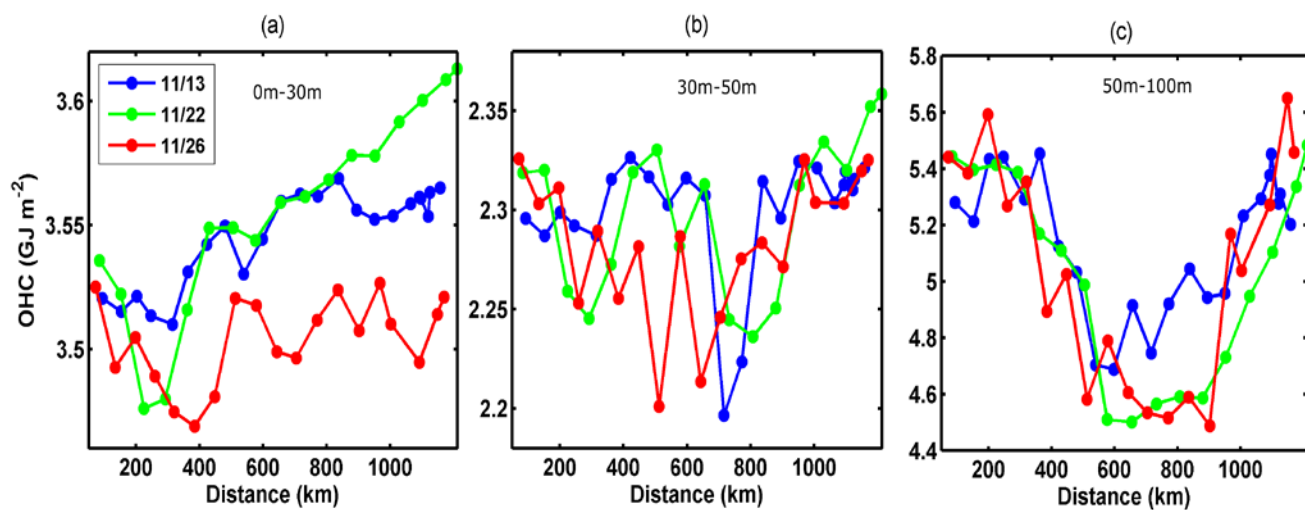 (a)
(b)
(c)
OHC (GJ m-2)
3.6
3.55
3.5
11/13
11/22
11/26
0m-30m
200 400 600 800 1000
Distance (km)
2.35
2.3
2.25
2.2
30m-50m
200 400 600 800 1000
Distance (km)
5.8
5.6
5.4
5.2
5
4.8
4.6
4.4
50m-100m
200 400 600 800 1000
Distance (km)